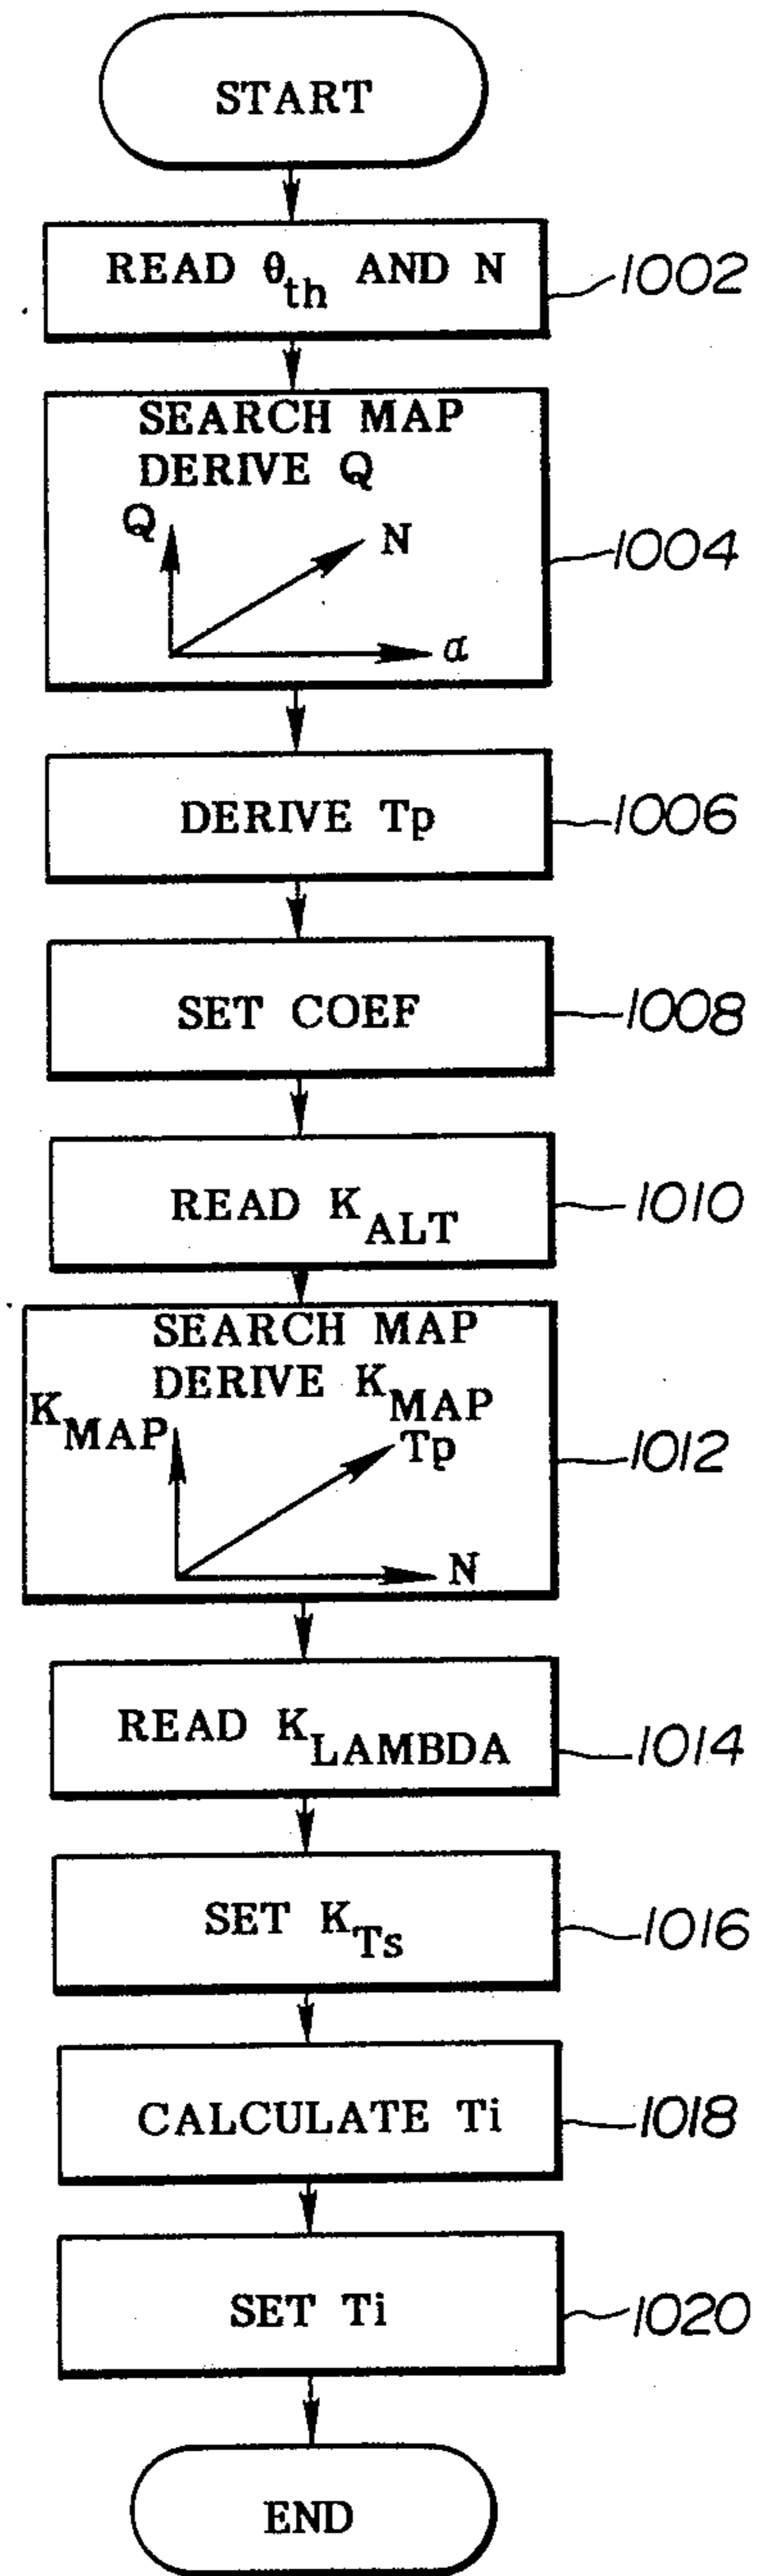 START
READ θth AND N
1002
SEARCH MAP
DERIVE Q
Q
N
α
1004
DERIVE Tp
1006
SET COEF
1008
READ KALT
1010
SEARCH MAP
DERIVE KMAP
KMAP
Tp
N
1012
READ KLAMBDA
1014
SET KTs
1016
CALCULATE Ti
1018
SET Ti
1020
END